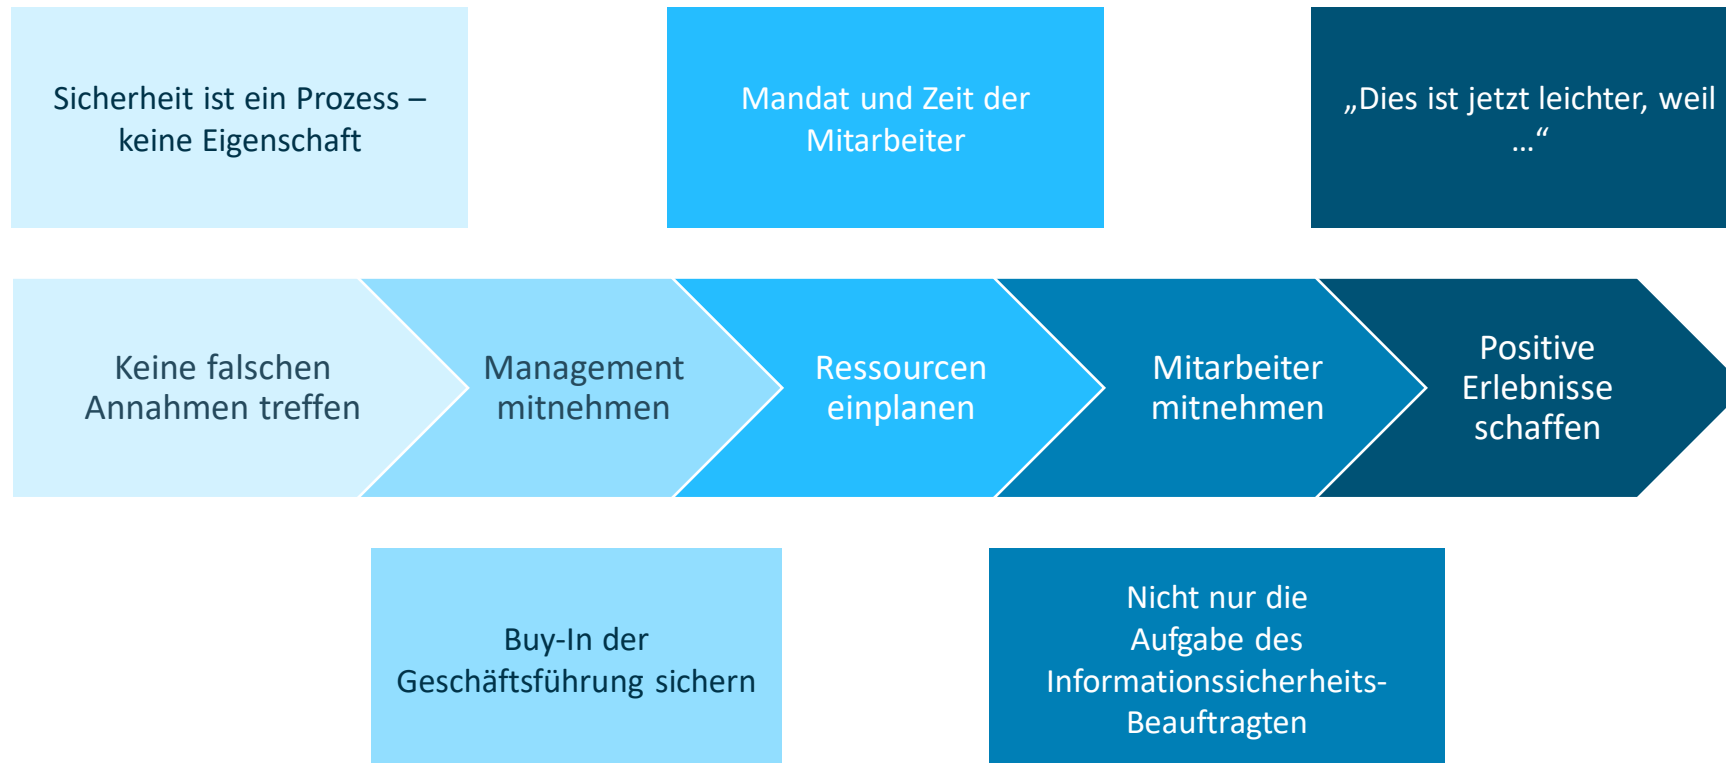 Sicherheit ist ein Prozess –
keine Eigenschaft
Mandat und Zeit der
Mitarbeiter
„Dies ist jetzt leichter, weil
…“
Keine falschen
Annahmen treffen
Management
mitnehmen
Ressourcen
einplanen
Mitarbeiter
mitnehmen
Positive
Erlebnisse
schaffen
Buy-In der
Geschäftsführung sichern
Nicht nur die
Aufgabe des
Informationssicherheits-
Beauftragten